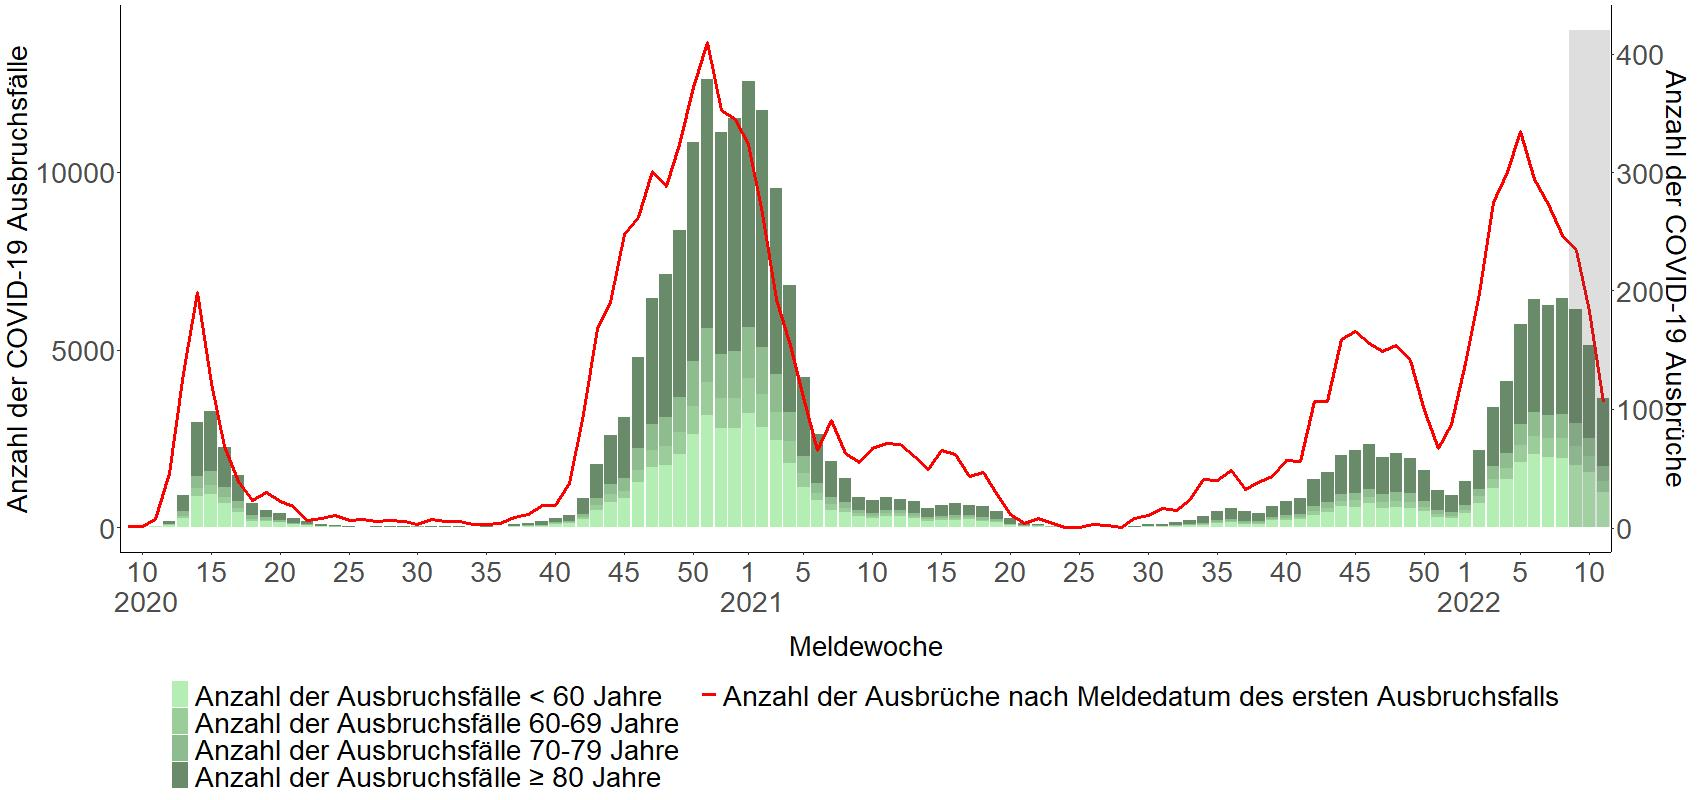 Anzahl der COVID-19 Ausbruchsfälle
10000
5000
0
400
300
200
100
0
Anzahl der COVID-19 Ausbrüche
10 15 20 25 30 35 40 45 50 1 5 10 15 20 25 30 35 40 45 50 1 5 10
2020 2021 2022
Meldewoche
Anzahl der Ausbruchsfälle < 60 Jahre
Anzahl der Ausbruchsfälle 60-69 Jahre
Anzahl der Ausbruchsfälle 70-79 Jahre
Anzahl der Ausbruchsfälle ≥ 80 Jahre
Anzahl der Ausbrüche nach Meldedatum des ersten Ausbruchsfalls